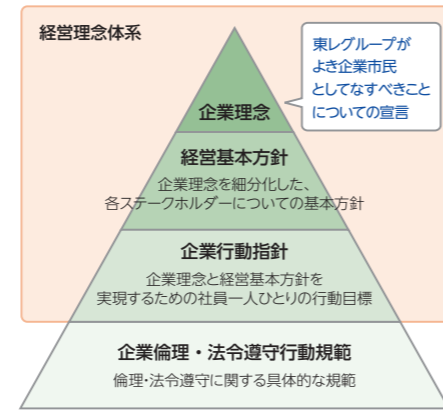 経営理念体系
東レグループが
よき企業市民
としてなすべきこと
についての宣言
企業理念
経営基本方針
企業理念を細分化した、
各ステークホルダーについての基本方針
企業行動指針
企業理念と経営基本方針を
実現するための社員一人ひとりの行動目標
企業倫理・法令遵守行動規範
倫理・法令遵守に関する具体的な規範